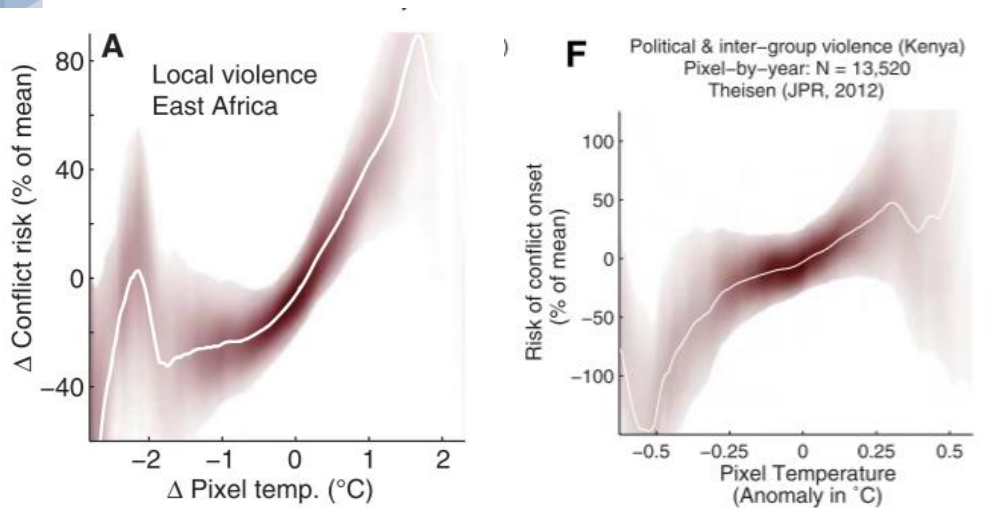 A
Local violence
East Africa
Δ Conflict risk (% of mean)
80
40
0
−40
−2
−1
0
1
2
Δ Pixel temp. (°C)
)
F
Political & inter−group violence (Kenya)
Pixel−by−year: N = 13,520
Theisen (JPR, 2012)
Risk of conflict onset
(% of mean)
100
50
0
−50
−100
−0.5
−0.25
0
0.25
0.5
Pixel Temperature
(Anomaly in ˚C)